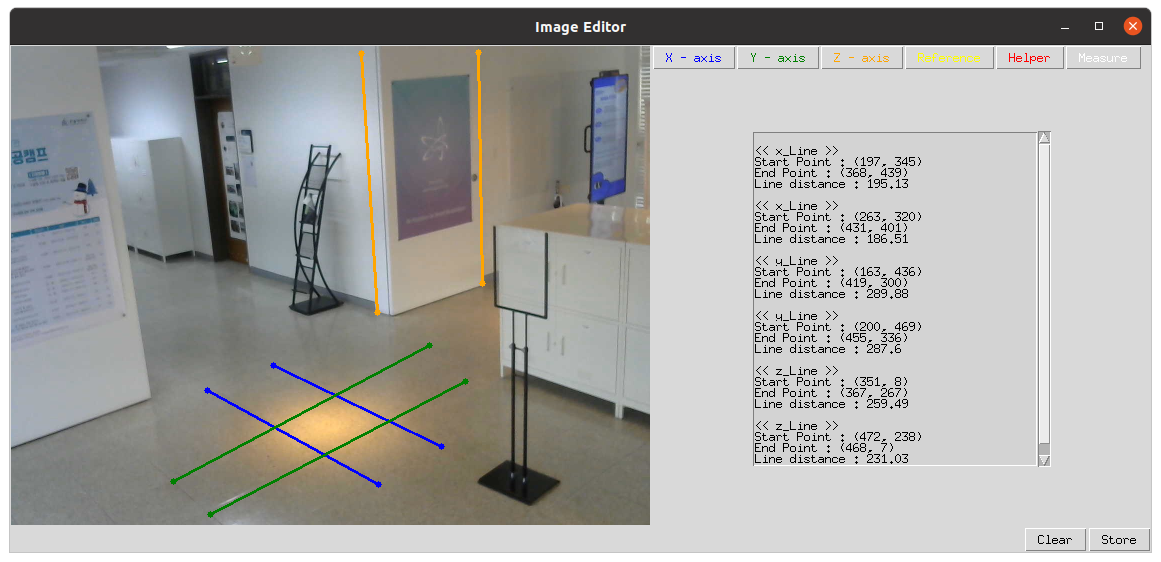 Image Editor
X - axis
Y - axis
Z - axis
Helper
Measure
공캠프
<< x_Line >>
Start Point : (197, 345)
End Point : (368, 439)
Line distance : 195.13
<< x_Line >>
Start Point : (263, 320)
End Point : (431, 401)
Line distance : 186.51
<< y_Line >>
Start Point : (163, 436)
End Point : (419, 300)
Line distance : 289.88
<< y_Line >>
Start Point : (200, 469)
End Point : (455, 336)
Line distance : 287.6
<< z_Line >>
Start Point : (351, 8)
End Point : (367, 267)
Line distance : 259.49
<< z_Line >>
Start Point : (472, 238)
End Point : (468, 7)
Line distance : 231.03
Clear
Store